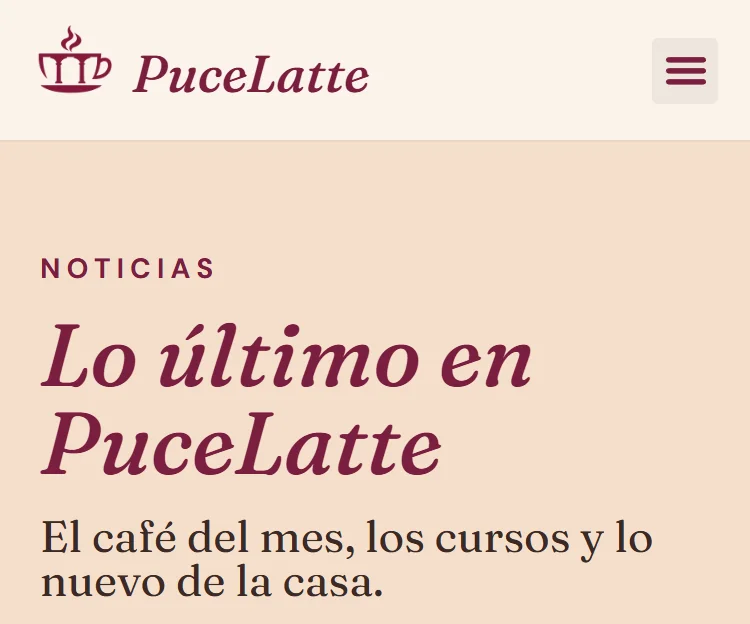 PuceLatte
NOTICIAS
Lo último en
PuceLatte
El café del mes, los cursos y lo
nuevo de la casa.